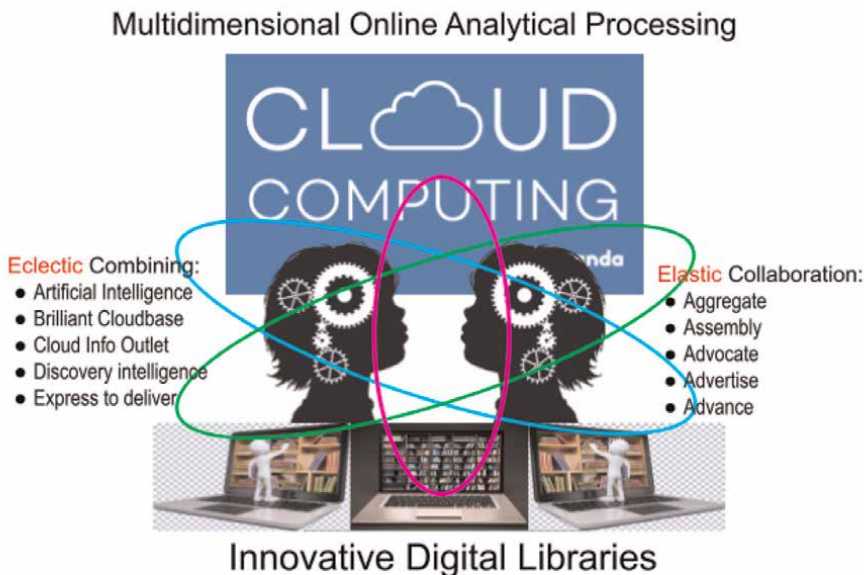 Multidimensional Online Analytical Processing
CLOUD
COMPUTING
Eclectic Combining:
● Artificial Intelligence
● Brilliant Cloudbase
● Cloud Info Outlet
● Discovery intelligence
● Express to deliver
Elastic Collaboration:
● Aggregate
● Assembly
● Advocate
● Advertise
● Advance
Innovative Digital Libraries